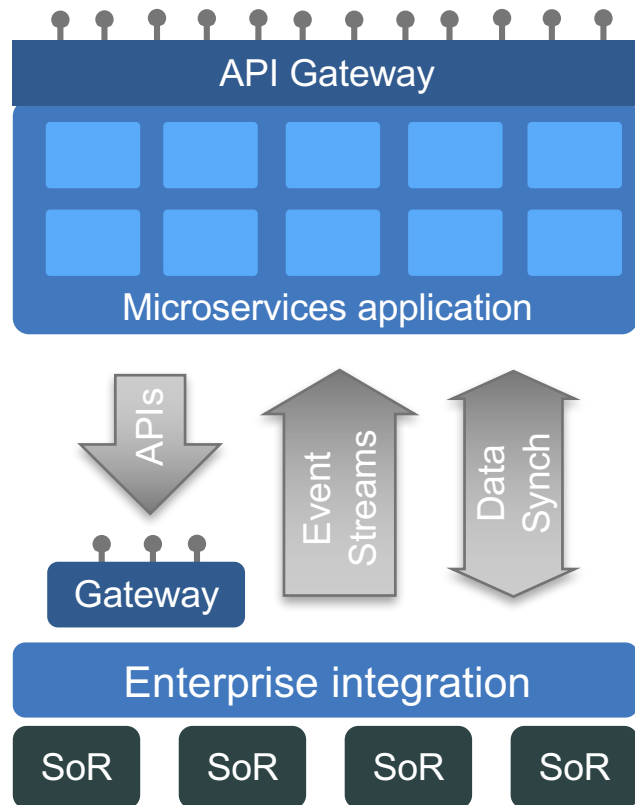 API Gateway
Microservices application
APIs
Event
Streams
Data
Synch
Gateway
Enterprise integration
SoR
SoR
SoR
SoR